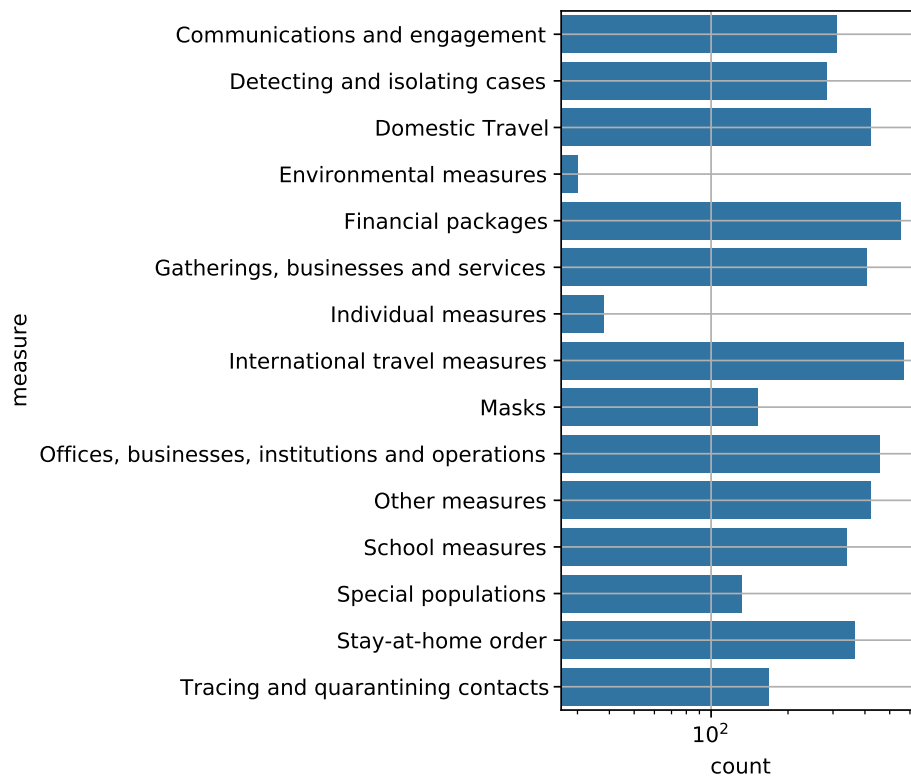 Communications and engagement
Detecting and isolating cases
Domestic Travel
Environmental measures
Financial packages
Gatherings, businesses and services
Individual measures
International travel measures
Masks
Offices, businesses, institutions and operations
Other measures
School measures
Special populations
Stay-at-home order
Tracing and quarantining contacts
measure
10²
count